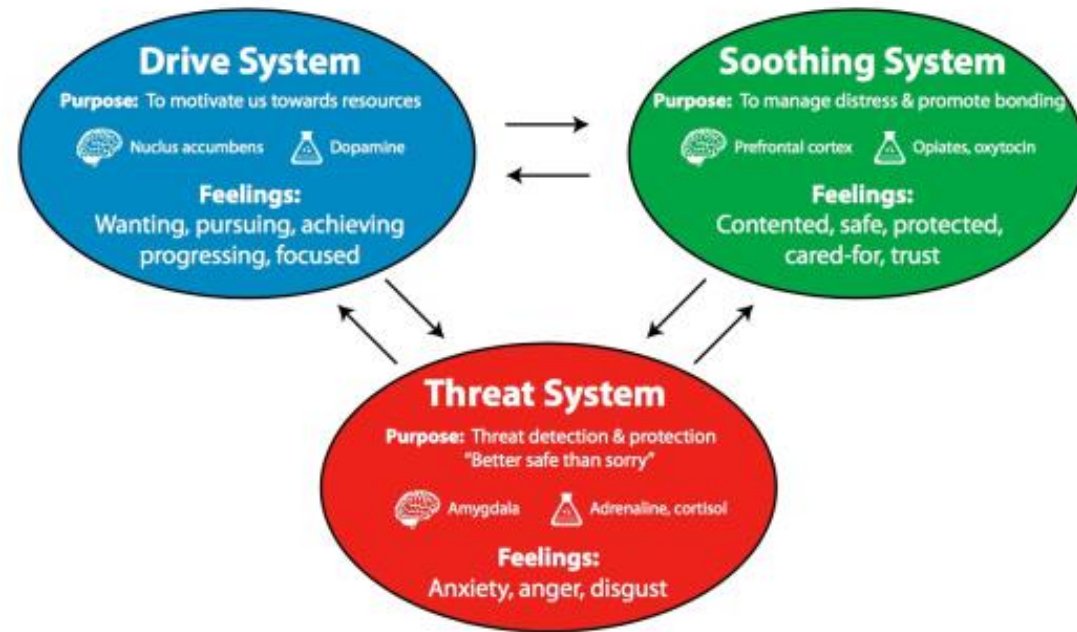 Drive System
Purpose: To motivate us towards resources
Nuclus accumbens
Dopamine
Feelings:
Wanting, pursuing, achieving
progressing, focused
Soothing System
Purpose: To manage distress & promote bonding
Prefrontal cortex
Opiates, oxytocin
Feelings:
Contented, safe, protected,
cared-for, trust
Threat System
Purpose: Threat detection & protection
"Better safe than sorry"
Amygdala
Adrenaline, cortisol
Feelings:
Anxiety, anger, disgust